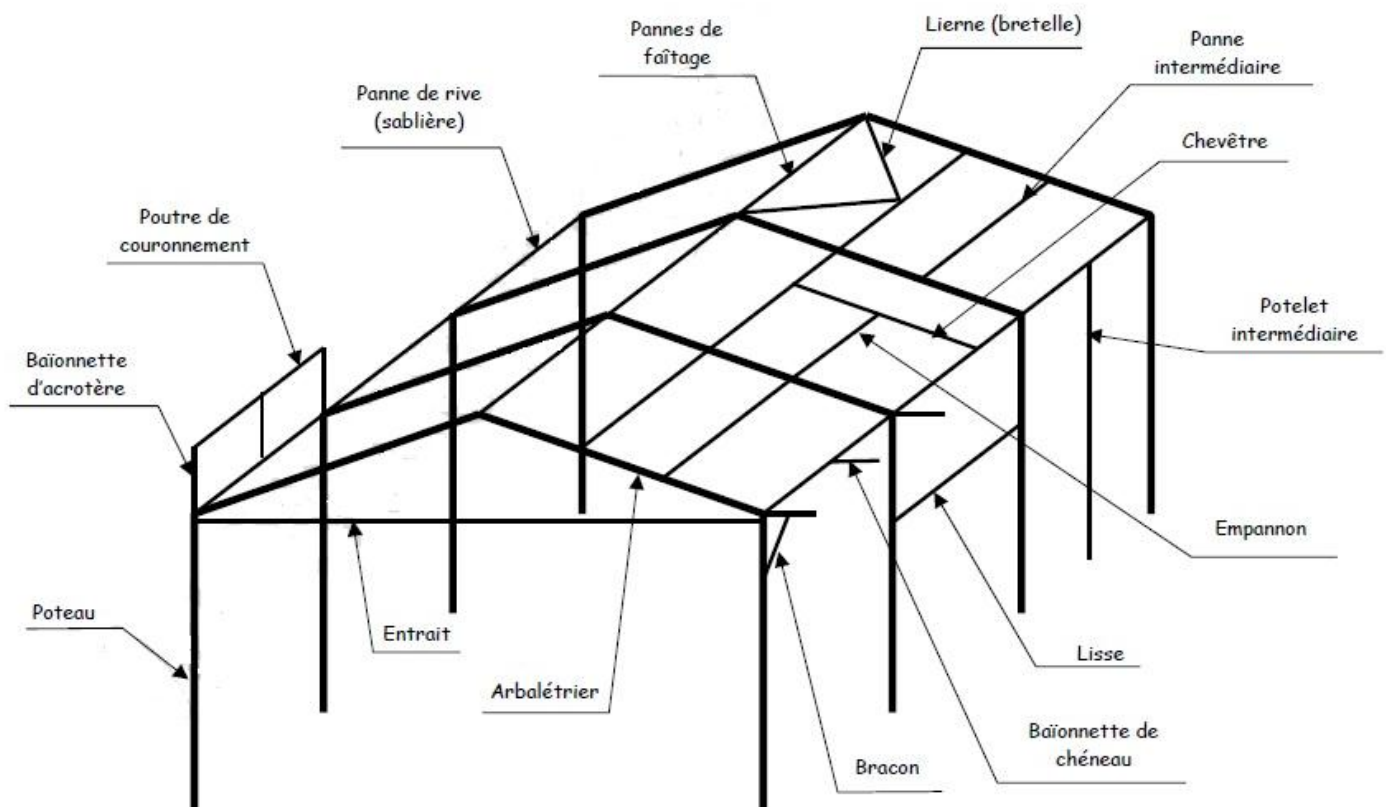 Pannes de
faîtage
Lierne (bretelle)
Panne
intermédiaire
Panne de rive
(sablière)
Chevêtre
Poutre de
couronnement
Potelet
intermédiaire
Baïonnette
d'acrotère
Empannon
Poteau
Entrait
Lisse
Arbalétrier
Baïonnette de
chéneau
Bracon